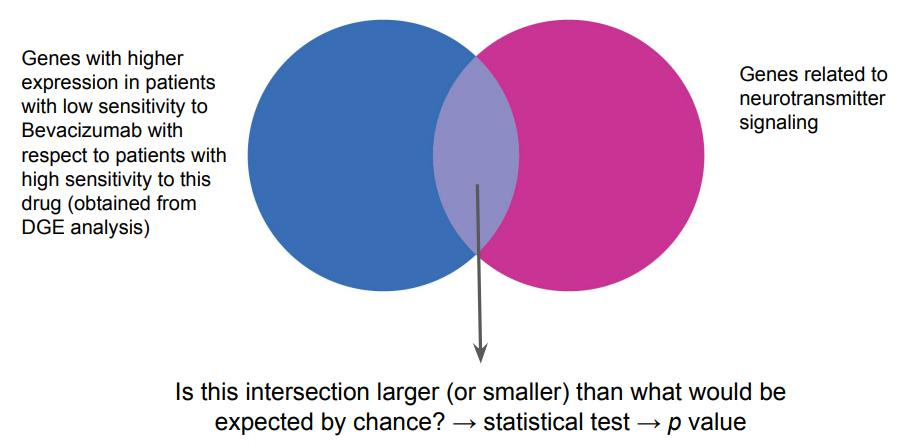 Genes with higher
expression in patients
with low sensitivity to
Bevacizumab with
respect to patients with
high sensitivity to this
drug (obtained from
DGE analysis)
Genes related to
neurotransmitter
signaling
Is this intersection larger (or smaller) than what would be
expected by chance? → statistical test → p value